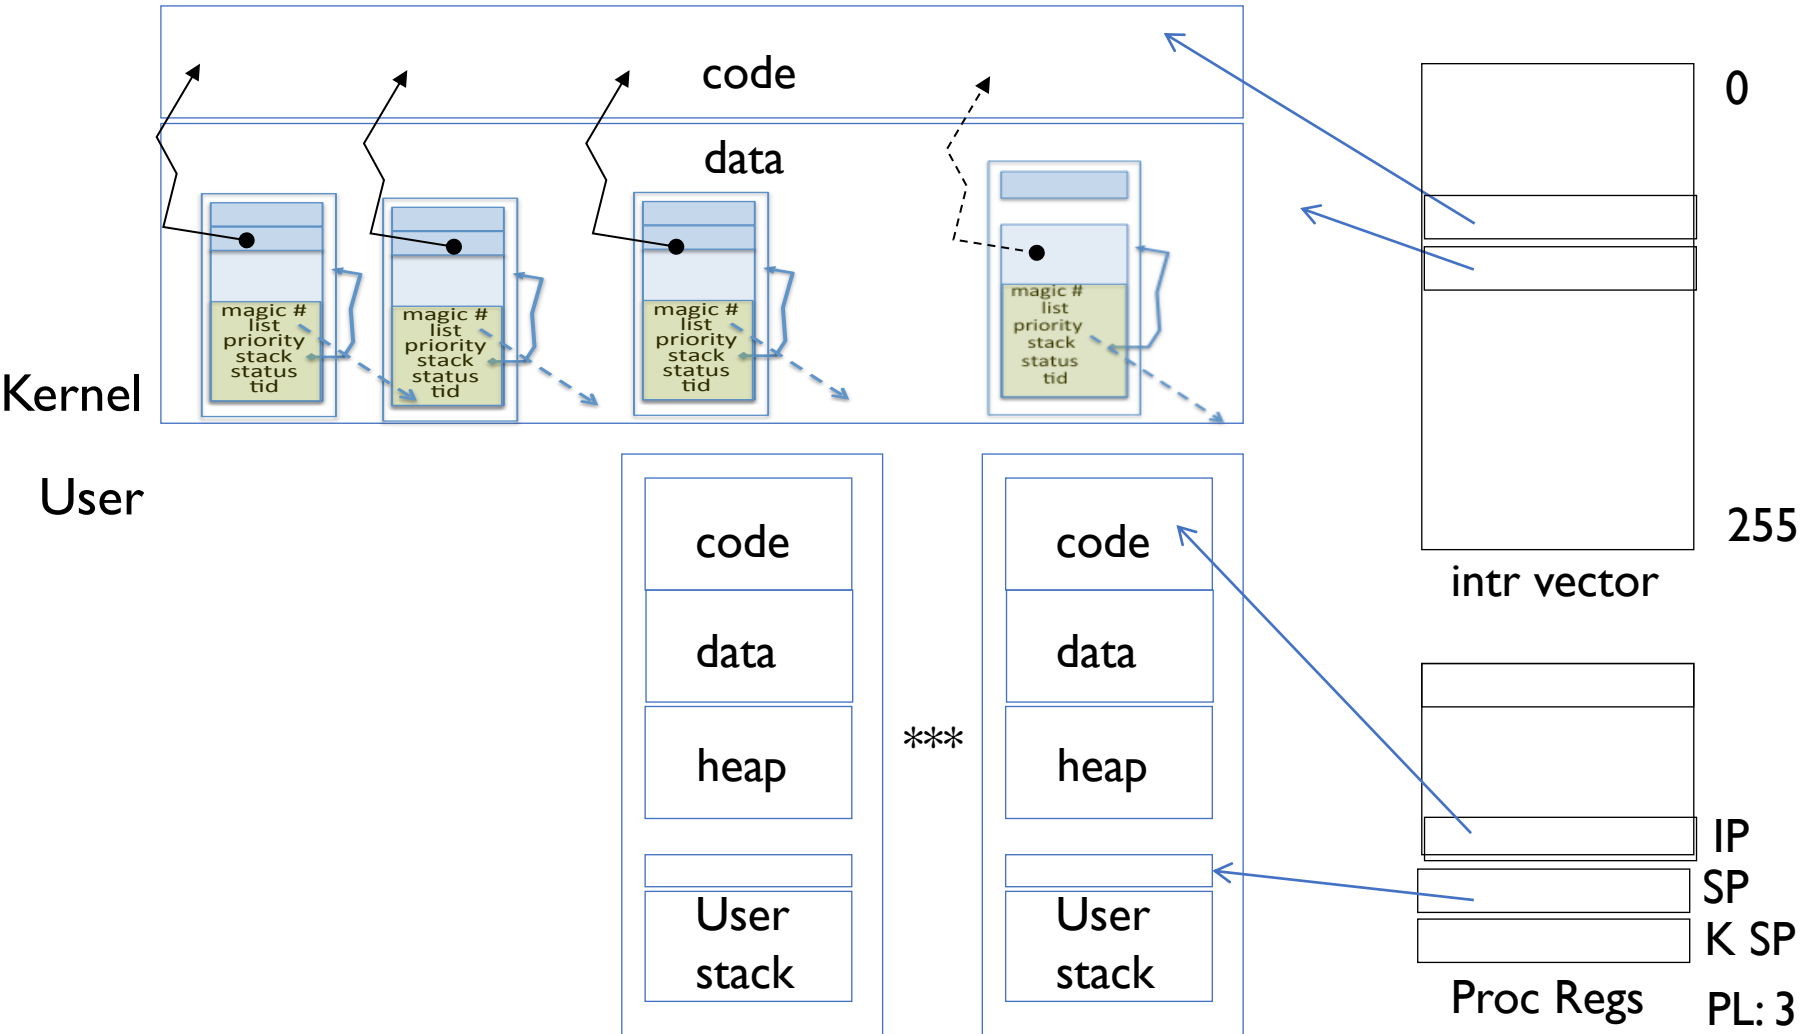 code
0
data
magic #
list
priority
stack
status
tid
magic #
list
priority
stack
status
tid
magic #
list
priority
stack
status
tid
magic #
list
priority
stack
status
tid
Kernel
User
255
intr vector
code
data
heap
User
stack
***
code
data
heap
User
stack
IP
SP
K SP
Proc Regs
PL: 3